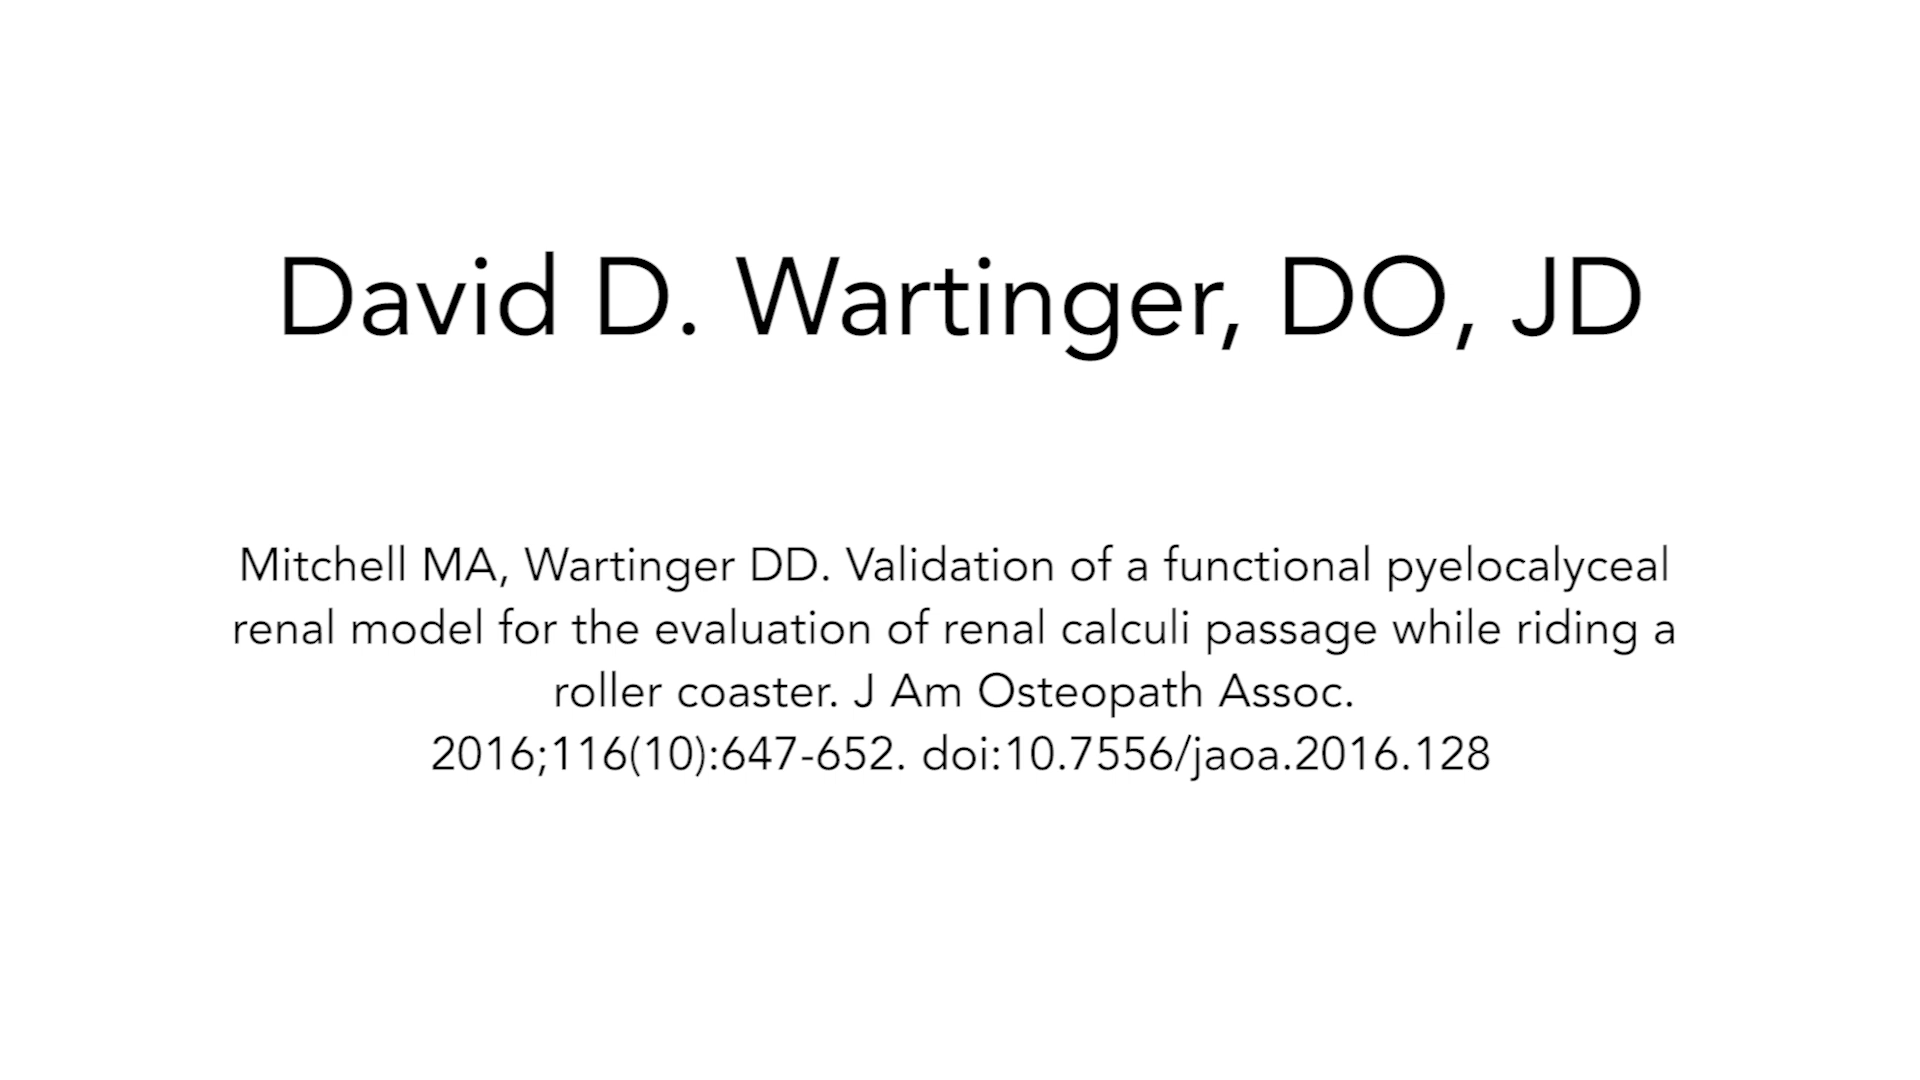 David D. Wartinger, DO, JD
Mitchell MA, Wartinger DD. Validation of a functional pyelocalyceal
renal model for the evaluation of renal calculi passage while riding a
roller coaster. J Am Osteopath Assoc.
2016;116(10):647-652. doi:10.7556/jaoa.2016.128